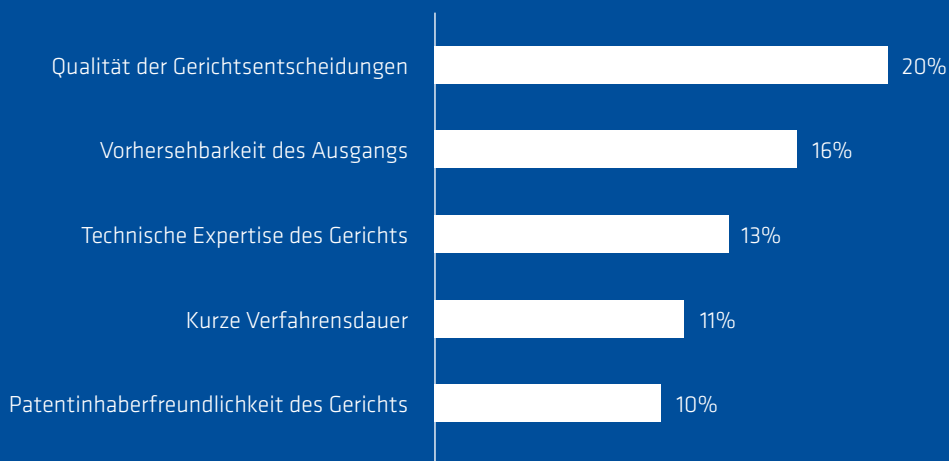 Qualität der Gerichtsentscheidungen 20%
Vorhersehbarkeit des Ausgangs 16%
Technische Expertise des Gerichts 13%
Kurze Verfahrensdauer 11%
Patentinhaberfreundlichkeit des Gerichts 10%